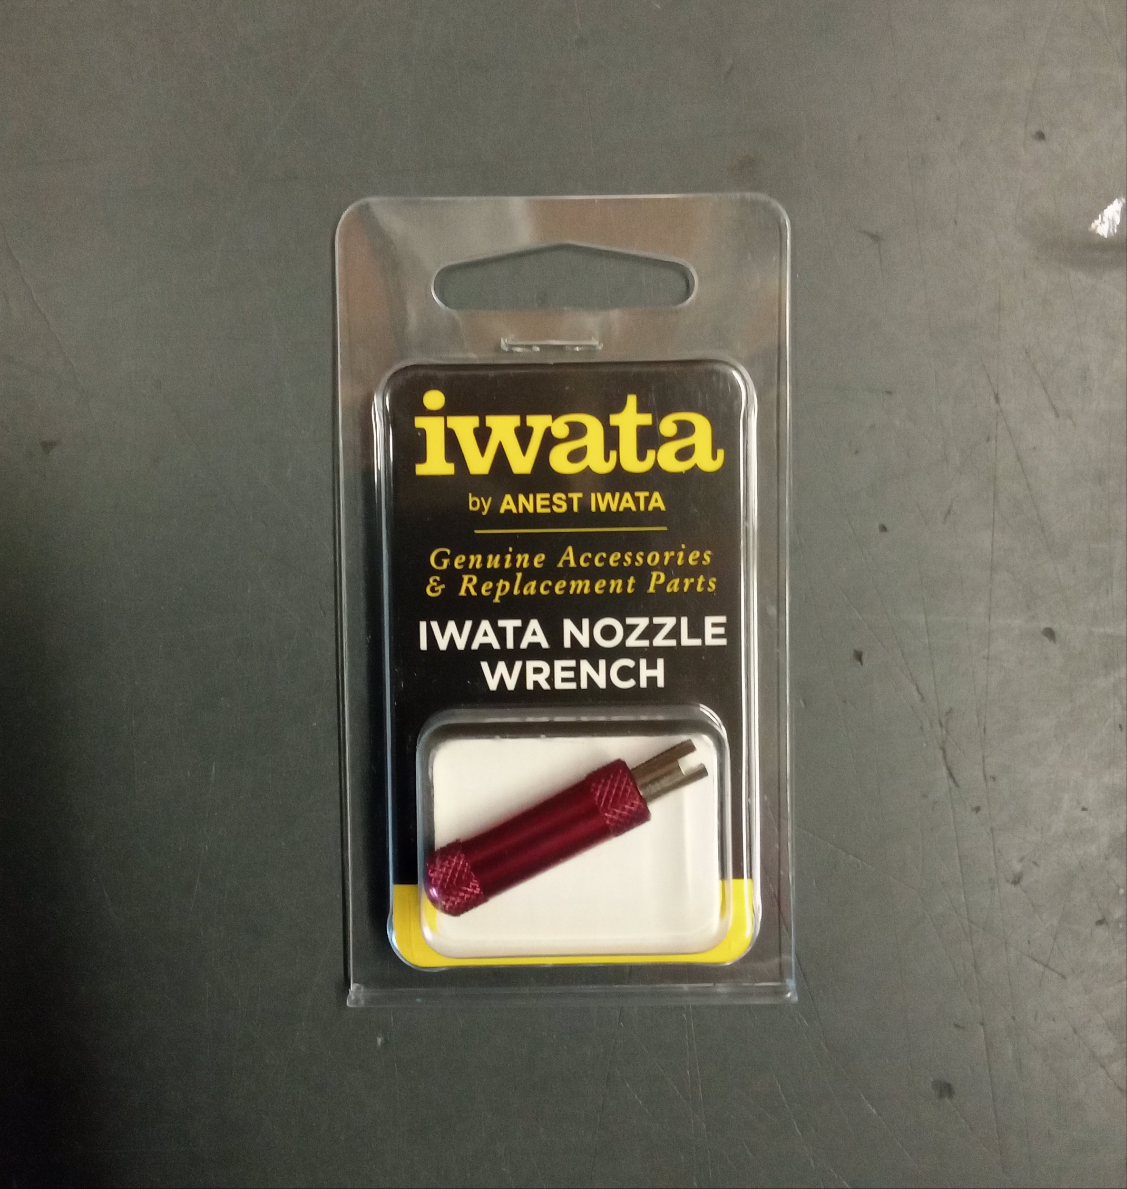 iwata
by ANEST IWATA
Genuine Accessories
& Replacement Parts
IWATA NOZZLE
WRENCH